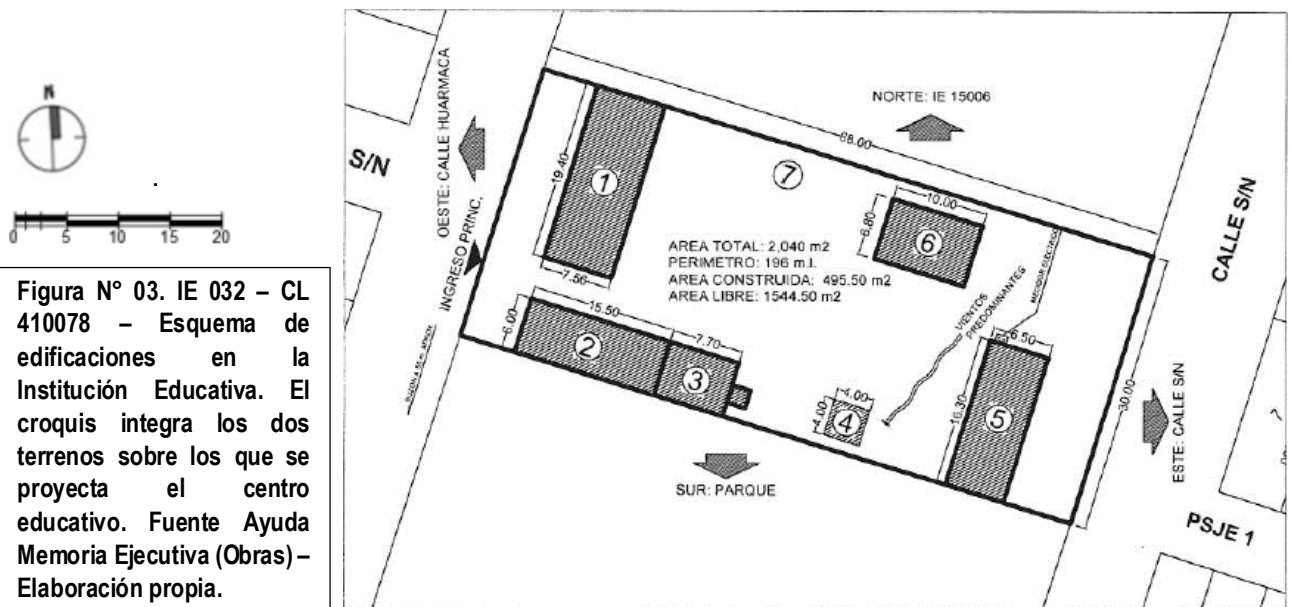 N
0 5 10 15 20
Figura N° 03. IE 032 – CL
410078 – Esquema de
edificaciones en la
Institución Educativa. El
croquis integra los dos
terrenos sobre los que se
proyecta el centro
educativo. Fuente Ayuda
Memoria Ejecutiva (Obras) –
Elaboración propia.
S/N
OESTE: CALLE HUARMACA
INGRESO PRINC.
NORTE: IE 15006
68.00
CALLE S/N
19.40
1
7.56
7
10.00
6.80
6
AREA TOTAL: 2,040 m2
PERIMETRO: 196 m.l.
AREA CONSTRUIDA: 495.50 m2
AREA LIBRE: 1544.50 m2
VIENTOS
PREDOMINANTES
MEDIDOR ELECTRICO
6.00
15.50
2
7.70
3
4.00
4.00
4
6.50
16.30
5
30.00
ESTE: CALLE S/N
SUR: PARQUE
PSJE 1
7